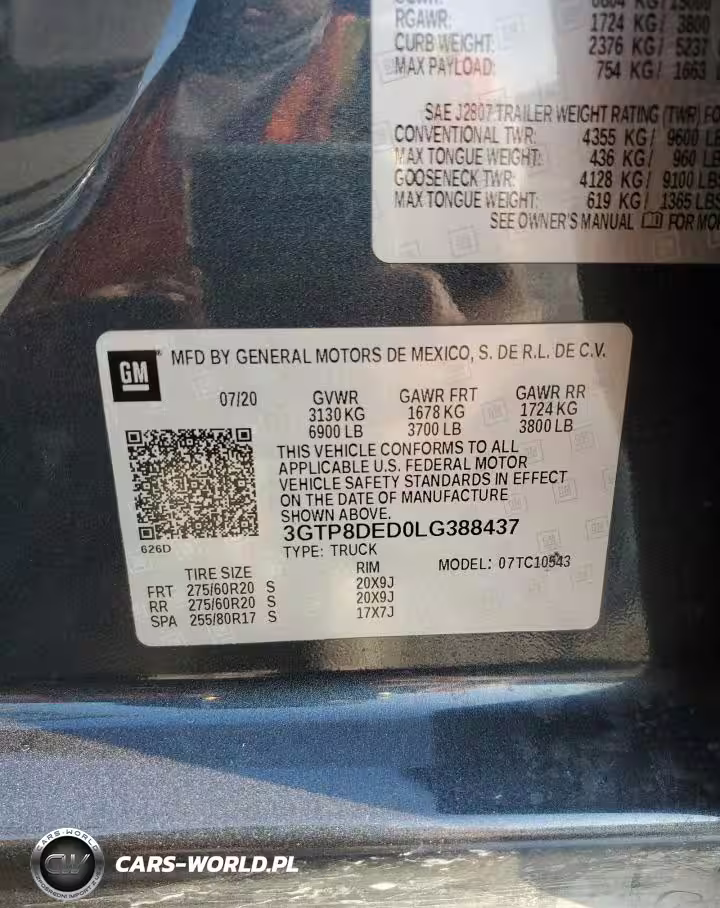 RGAWR: 1724 KG / 3800
CURB WEIGHT: 2376 KG / 5237
MAX PAYLOAD: 754 KG / 1663
SAE J2807 TRAILER WEIGHT RATING (TWR) FO
CONVENTIONAL TWR: 4355 KG / 9600 LB
MAX TONGUE WEIGHT: 436 KG / 960 LB
GOOSENECK TWR: 4128 KG / 9100 LB
MAX TONGUE WEIGHT: 619 KG / 1365 LBS
SEE OWNER'S MANUAL FOR MO
GM
MFD BY GENERAL MOTORS DE MEXICO, S. DE R.L. DE C.V.
07/20 GVWR GAWR FRT GAWR RR
3130 KG 1678 KG 1724 KG
6900 LB 3700 LB 3800 LB
THIS VEHICLE CONFORMS TO ALL
APPLICABLE U.S. FEDERAL MOTOR
VEHICLE SAFETY STANDARDS IN EFFECT
ON THE DATE OF MANUFACTURE
SHOWN ABOVE.
3GTP8DED0LG388437
626D
TYPE: TRUCK MODEL: 07TC10543
TIRE SIZE RIM
FRT 275/60R20 S 20X9J
RR 275/60R20 S 20X9J
SPA 255/80R17 S 17X7J
CARS-WORLD
CW
CARS-WORLD.PL